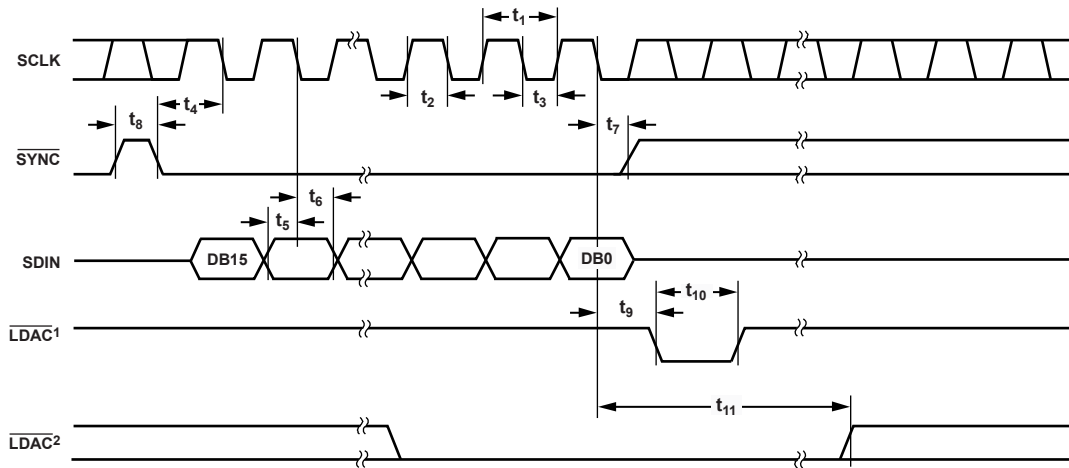 t₁
SCLK
t₂
t₃
t₄
t₈
t₇
SYNC
t₆
t₅
SDIN
DB15
DB0
t₁₀
t₉
LDAC¹
t₁₁
LDAC²